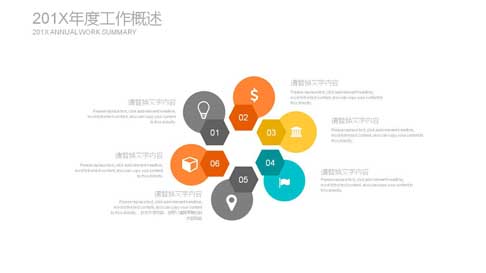 201X年度工作概述
201X ANNUAL WORK SUMMARY
请替换文字内容
Please replace text, click add relevant headline,
modify the text content, also can copy your content
to this directly.
01
$
02
请替换文字内容
Please replace text, click add relevant headline,
modify the text content, also can copy your content to
this directly.
03
请替换文字内容
Please replace text, click add relevant headline,
modify the text content, also can copy your content to
this directly.
请替换文字内容
Please replace text, click add relevant headline,
modify the text content, also can copy your content
to this directly.
06
04
请替换文字内容
Please replace text, click add relevant headline,
modify the text content, also can copy your content to
this directly.
05
请替换文字内容
Please replace text, click add relevant headline,
modify the text content, also can copy your content
to this directly.